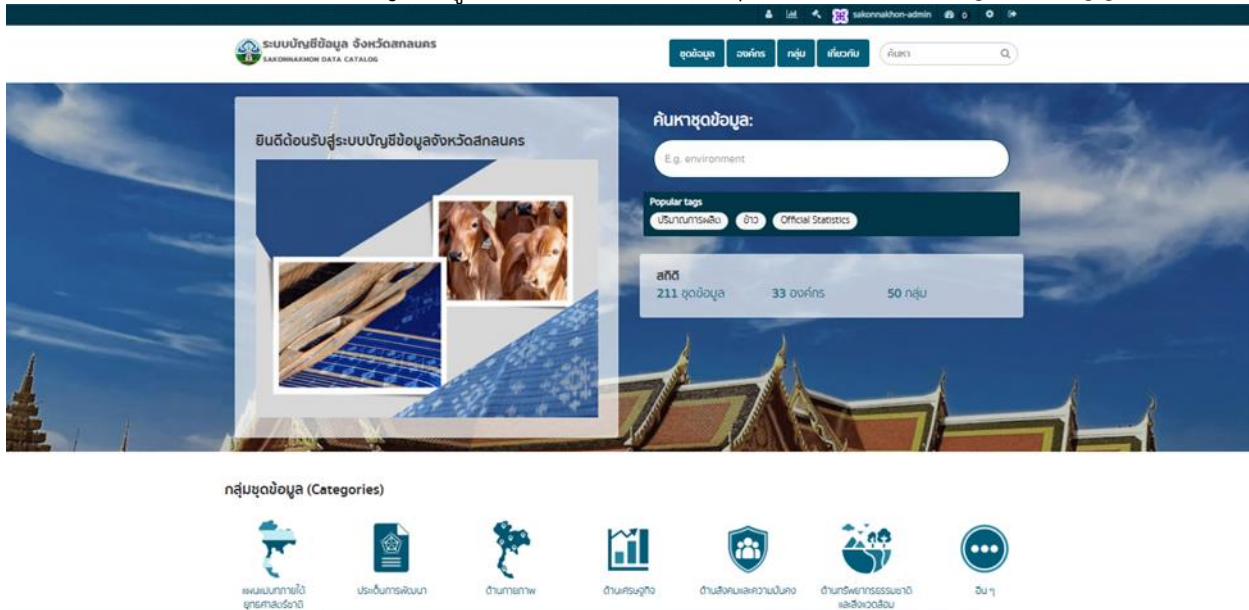 sakonnakhon-admin 0
ระบบบัญชีข้อมูล จังหวัดสกลนคร
SAKONNAKHON DATA CATALOG
ชุดข้อมูล องค์กร กลุ่ม เกี่ยวกับ ค้นหา
ยินดีต้อนรับสู่ระบบบัญชีข้อมูลจังหวัดสกลนคร
ค้นหาชุดข้อมูล:
E.g. environment
Popular tags
ปริมาณการผลิต ข้าว Official Statistics
สถิติ
211 ชุดข้อมูล 33 องค์กร 50 กลุ่ม
กลุ่มชุดข้อมูล (Categories)
แผนแม่บทภายใต้ ประเด็นการพัฒนา ด้านกายภาพ ด้านเศรษฐกิจ ด้านสังคมและความมั่นคง ด้านทรัพยากรธรรมชาติ อื่น ๆ
ยุทธศาสตร์ชาติ และสิ่งแวดล้อม